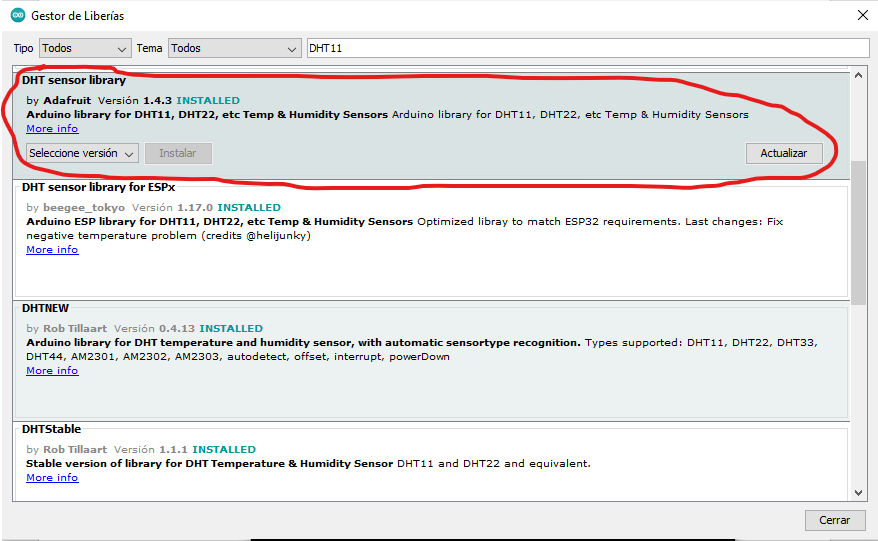 Gestor de Liberías
Tipo Todos Tema Todos DHT11
DHT sensor library
by Adafruit Versión 1.4.3 INSTALLED
Arduino library for DHT11, DHT22, etc Temp & Humidity Sensors Arduino library for DHT11, DHT22, etc Temp & Humidity Sensors
More info
Seleccione versión Instalar Actualizar
DHT sensor library for ESPx
by beegee_tokyo Versión 1.17.0 INSTALLED
Arduino ESP library for DHT11, DHT22, etc Temp & Humidity Sensors Optimized libray to match ESP32 requirements. Last changes: Fix
negative temperature problem (credits @helijunky)
More info
DHTNEW
by Rob Tillaart Versión 0.4.13 INSTALLED
Arduino library for DHT temperature and humidity sensor, with automatic sensortype recognition. Types supported: DHT11, DHT22, DHT33,
DHT44, AM2301, AM2302, AM2303, autodetect, offset, interrupt, powerDown
More info
DHTStable
by Rob Tillaart Versión 1.1.1 INSTALLED
Stable version of library for DHT Temperature & Humidity Sensor DHT11 and DHT22 and equivalent.
More info
Cerrar